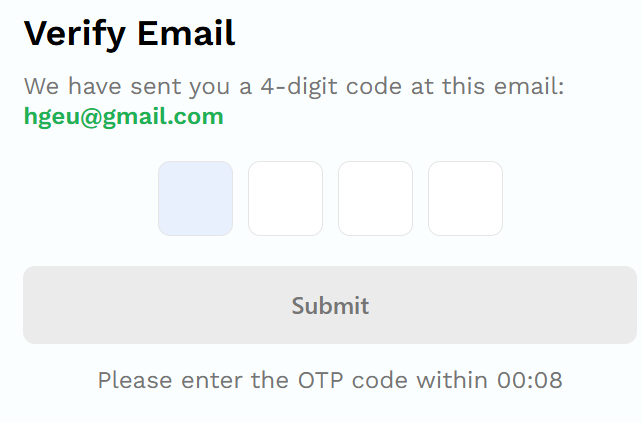 Verify Email
We have sent you a 4-digit code at this email:
hgeu@gmail.com
Submit
Please enter the OTP code within 00:08